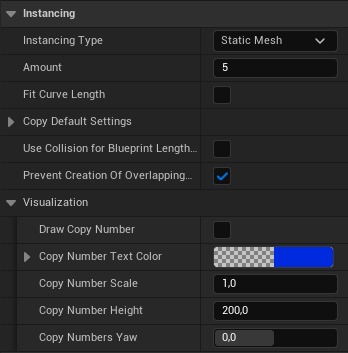 Instancing
Instancing Type Static Mesh
Amount 5
Fit Curve Length
Copy Default Settings
Use Collision for Blueprint Length...
Prevent Creation Of Overlapping...
Visualization
Draw Copy Number
Copy Number Text Color
Copy Number Scale 1,0
Copy Number Height 200,0
Copy Numbers Yaw 0,0